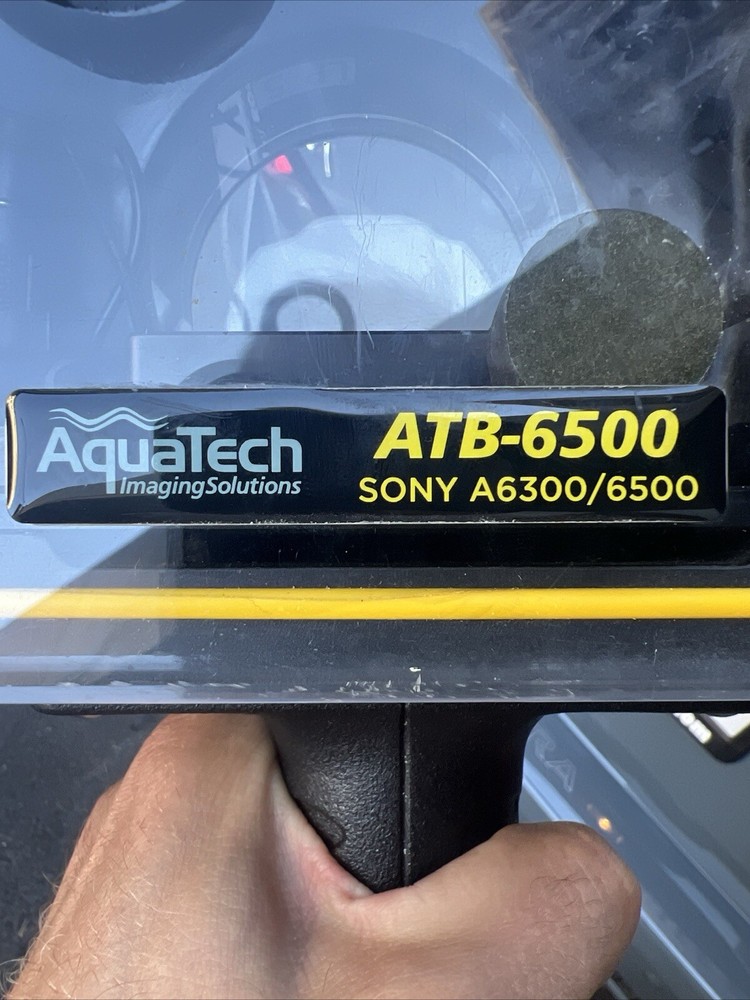 AquaTech
ImagingSolutions
ATB-6500
SONY A6300/6500